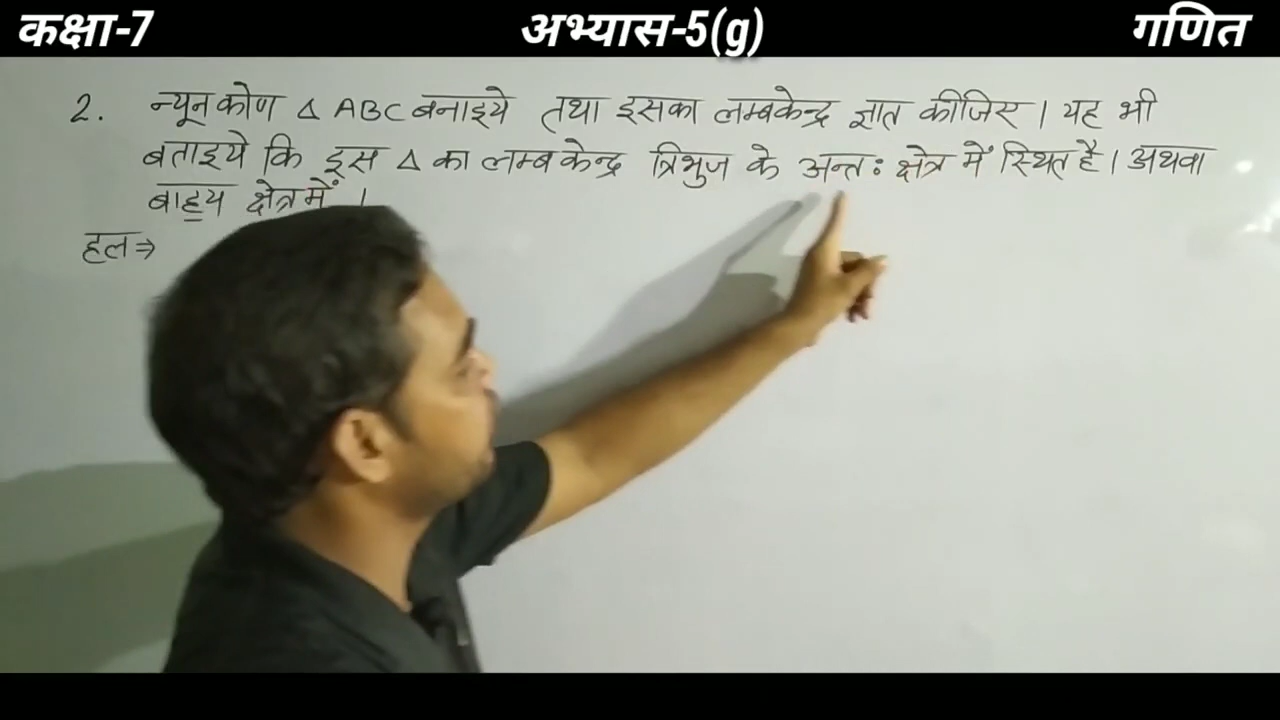 कक्षा-7 अभ्यास-5(g) गणित
2. न्यून कोण Δ ABC बनाइये तथा इसका लम्बकेन्द्र ज्ञात कीजिए। यह भी
बताइये कि इस Δ का लम्बकेन्द्र त्रिभुज के अन्तः क्षेत्र में स्थित है। अथवा
बाह्य क्षेत्र में ।
हल ⇒